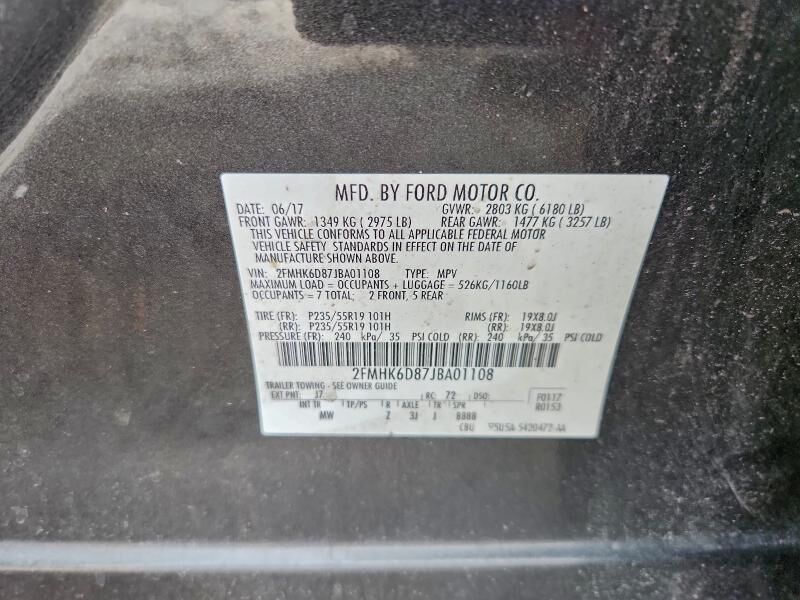 MFD. BY FORD MOTOR CO.
DATE: 06/17 GVWR: 2803 KG ( 6180 LB)
FRONT GAWR: 1349 KG ( 2975 LB) REAR GAWR: 1477 KG ( 3257 LB)
THIS VEHICLE CONFORMS TO ALL APPLICABLE FEDERAL MOTOR
VEHICLE SAFETY STANDARDS IN EFFECT ON THE DATE OF
MANUFACTURE SHOWN ABOVE.
VIN: 2FMHK6D87JBA01108 TYPE: MPV
MAXIMUM LOAD = OCCUPANTS + LUGGAGE = 526KG/1160LB
OCCUPANTS = 7 TOTAL; 2 FRONT, 5 REAR
TIRE (FR): P235/55R19 101H RIMS (FR): 19X8.0J
(RR): P235/55R19 101H (RR): 19X8.0J
PRESSURE (FR): 240 kPa/ 35 PSI COLD (RR): 240 kPa/ 35 PSI COLD
2FMHK6D87JBA01108
TRAILER TOWING - SEE OWNER GUIDE
EXT PNT: J7 RC: 72 DSO: F0117
INT TR TP/PS R AXLE TR SPR R0153
MW Z 3J J 8888
CBU 5U5A-5420472-AA